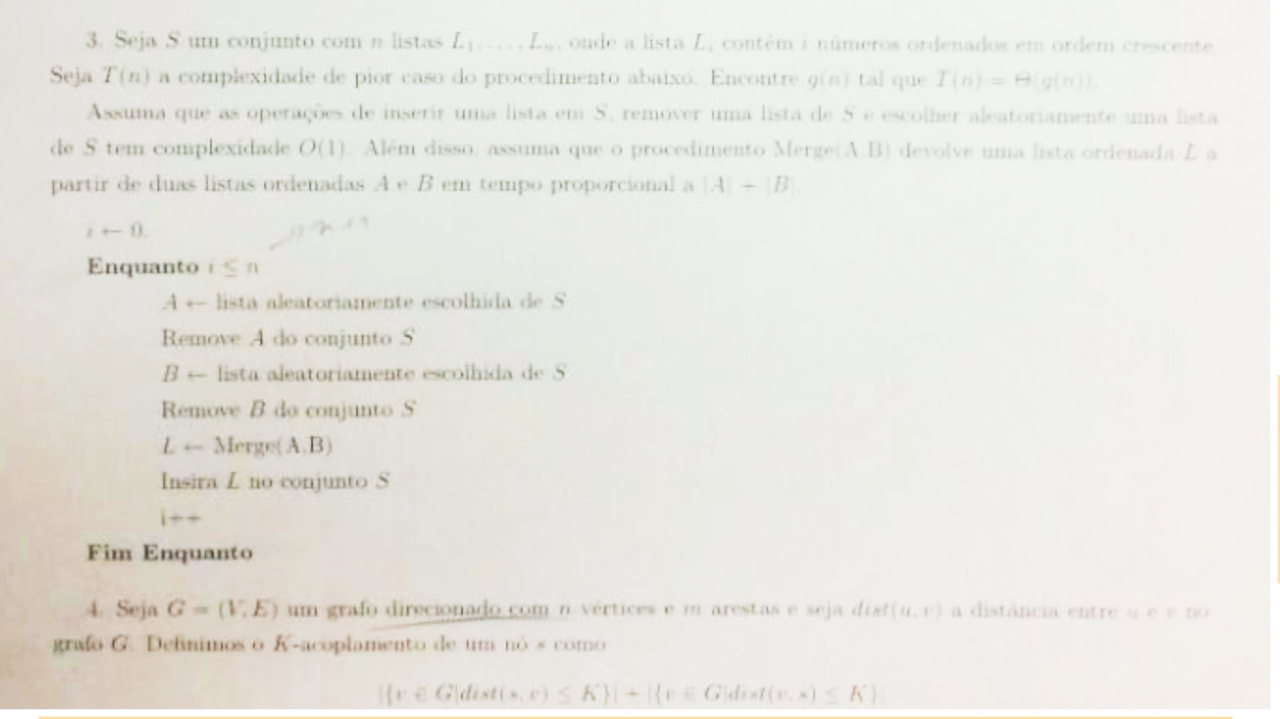 3. Seja S um conjunto com n listas L₁, . . . , Lₙ, onde a lista Lᵢ contém i números ordenados em ordem crescente.
Seja T(n) a complexidade de pior caso do procedimento abaixo. Encontre g(n) tal que T(n) = Θ(g(n)).
Assuma que as operações de inserir uma lista em S, remover uma lista de S e escolher aleatoriamente uma lista
de S tem complexidade O(1). Além disso, assuma que o procedimento Merge(A,B) devolve uma lista ordenada L a
partir de duas listas ordenadas A e B em tempo proporcional a |A| + |B|.
i ← 0.
Enquanto i ≤ n
A ← lista aleatoriamente escolhida de S
Remove A do conjunto S
B ← lista aleatoriamente escolhida de S
Remove B do conjunto S
L ← Merge(A,B)
Insira L no conjunto S
i++
Fim Enquanto
4. Seja G = (V,E) um grafo direcionado com n vértices e m arestas e seja dist(u,v) a distância entre u e v no
grafo G. Definimos o K-acoplamento de um nó s como
|{v ∈ G|dist(s,v) ≤ K}| + |{v ∈ G|dist(v,s) ≤ K}|